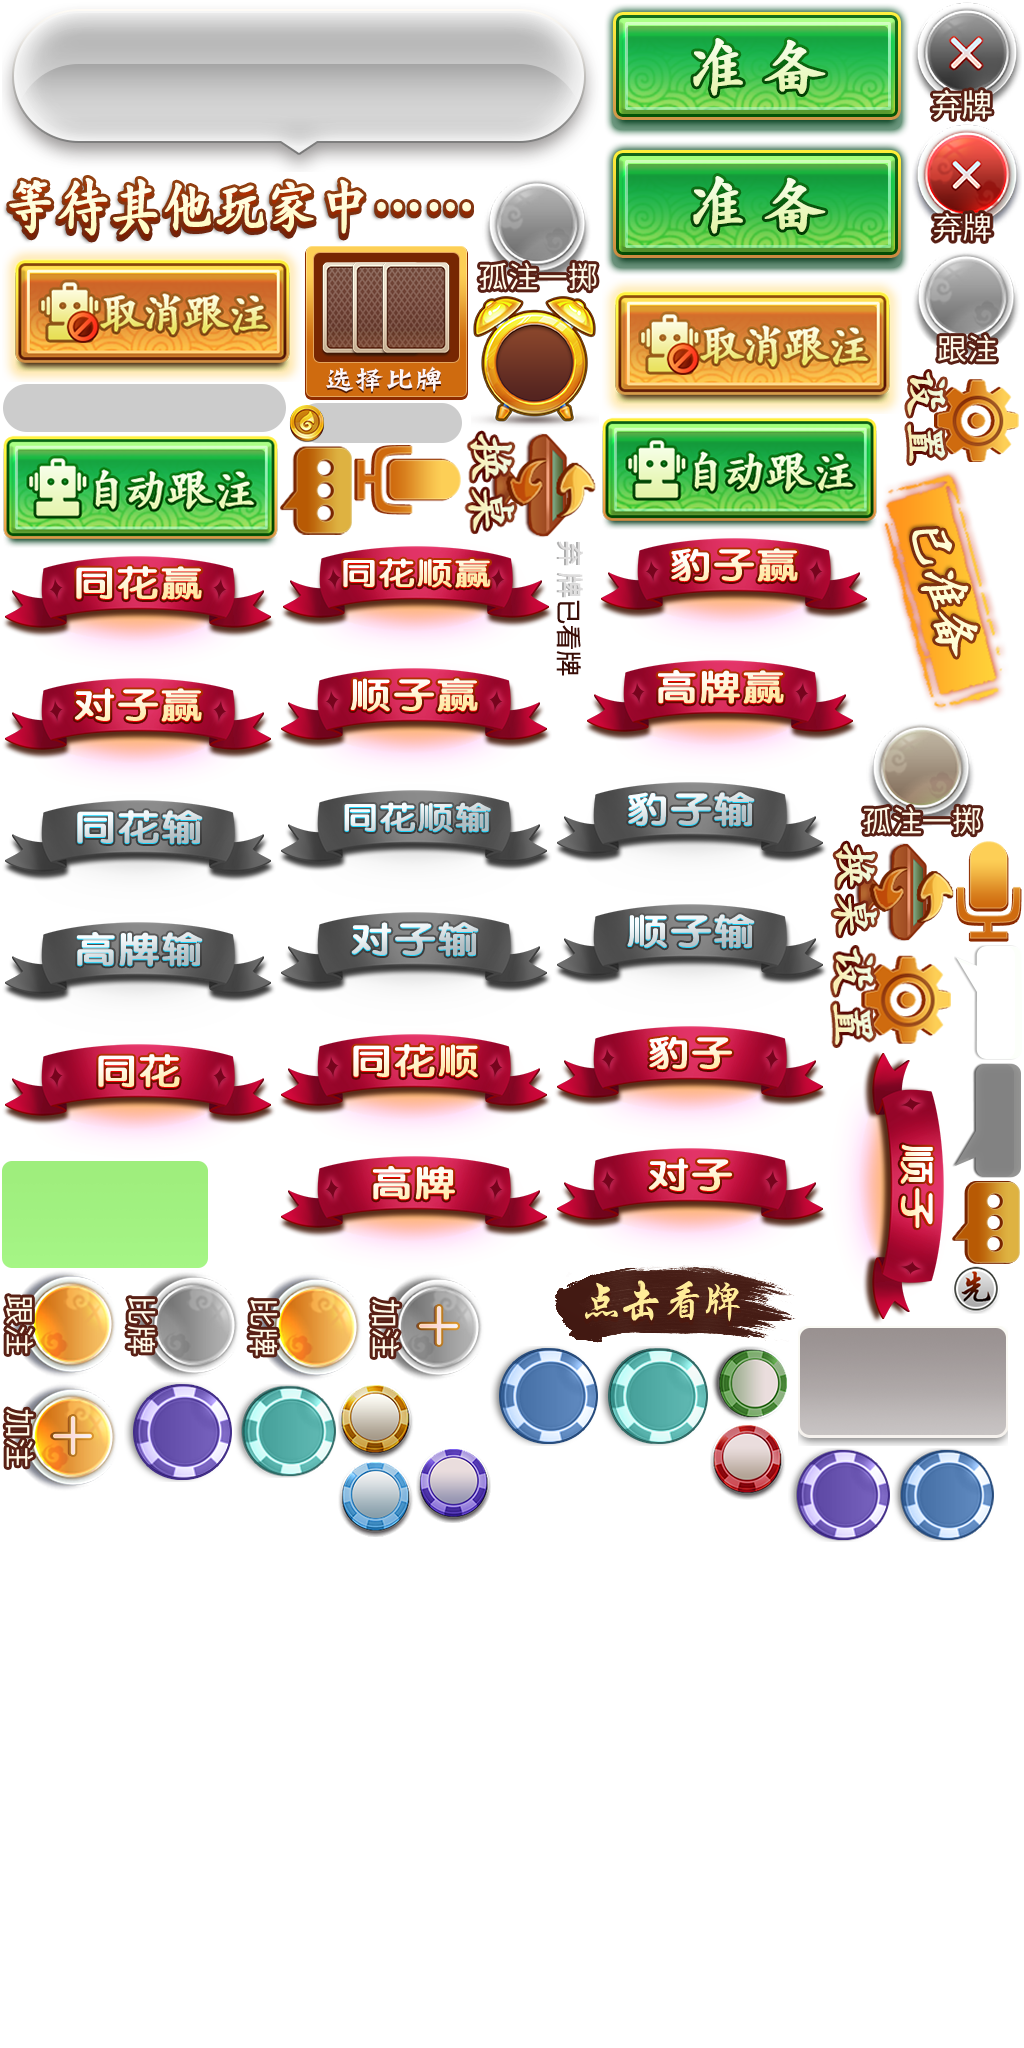 准备
弃牌
准备
弃牌
等待其他玩家中……
孤注一掷
跟注
取消跟注
选择比牌
取消跟注
设置
自动跟注
换桌
自动跟注
弃牌
已看牌
已准备
同花赢
同花顺赢
豹子赢
对子赢
顺子赢
高牌赢
孤注一掷
同花输
同花顺输
豹子输
换桌
高牌输
对子输
顺子输
设置
同花
同花顺
豹子
顺子
高牌
对子
先
跟注
比牌
比牌
加注
点击看牌
加注